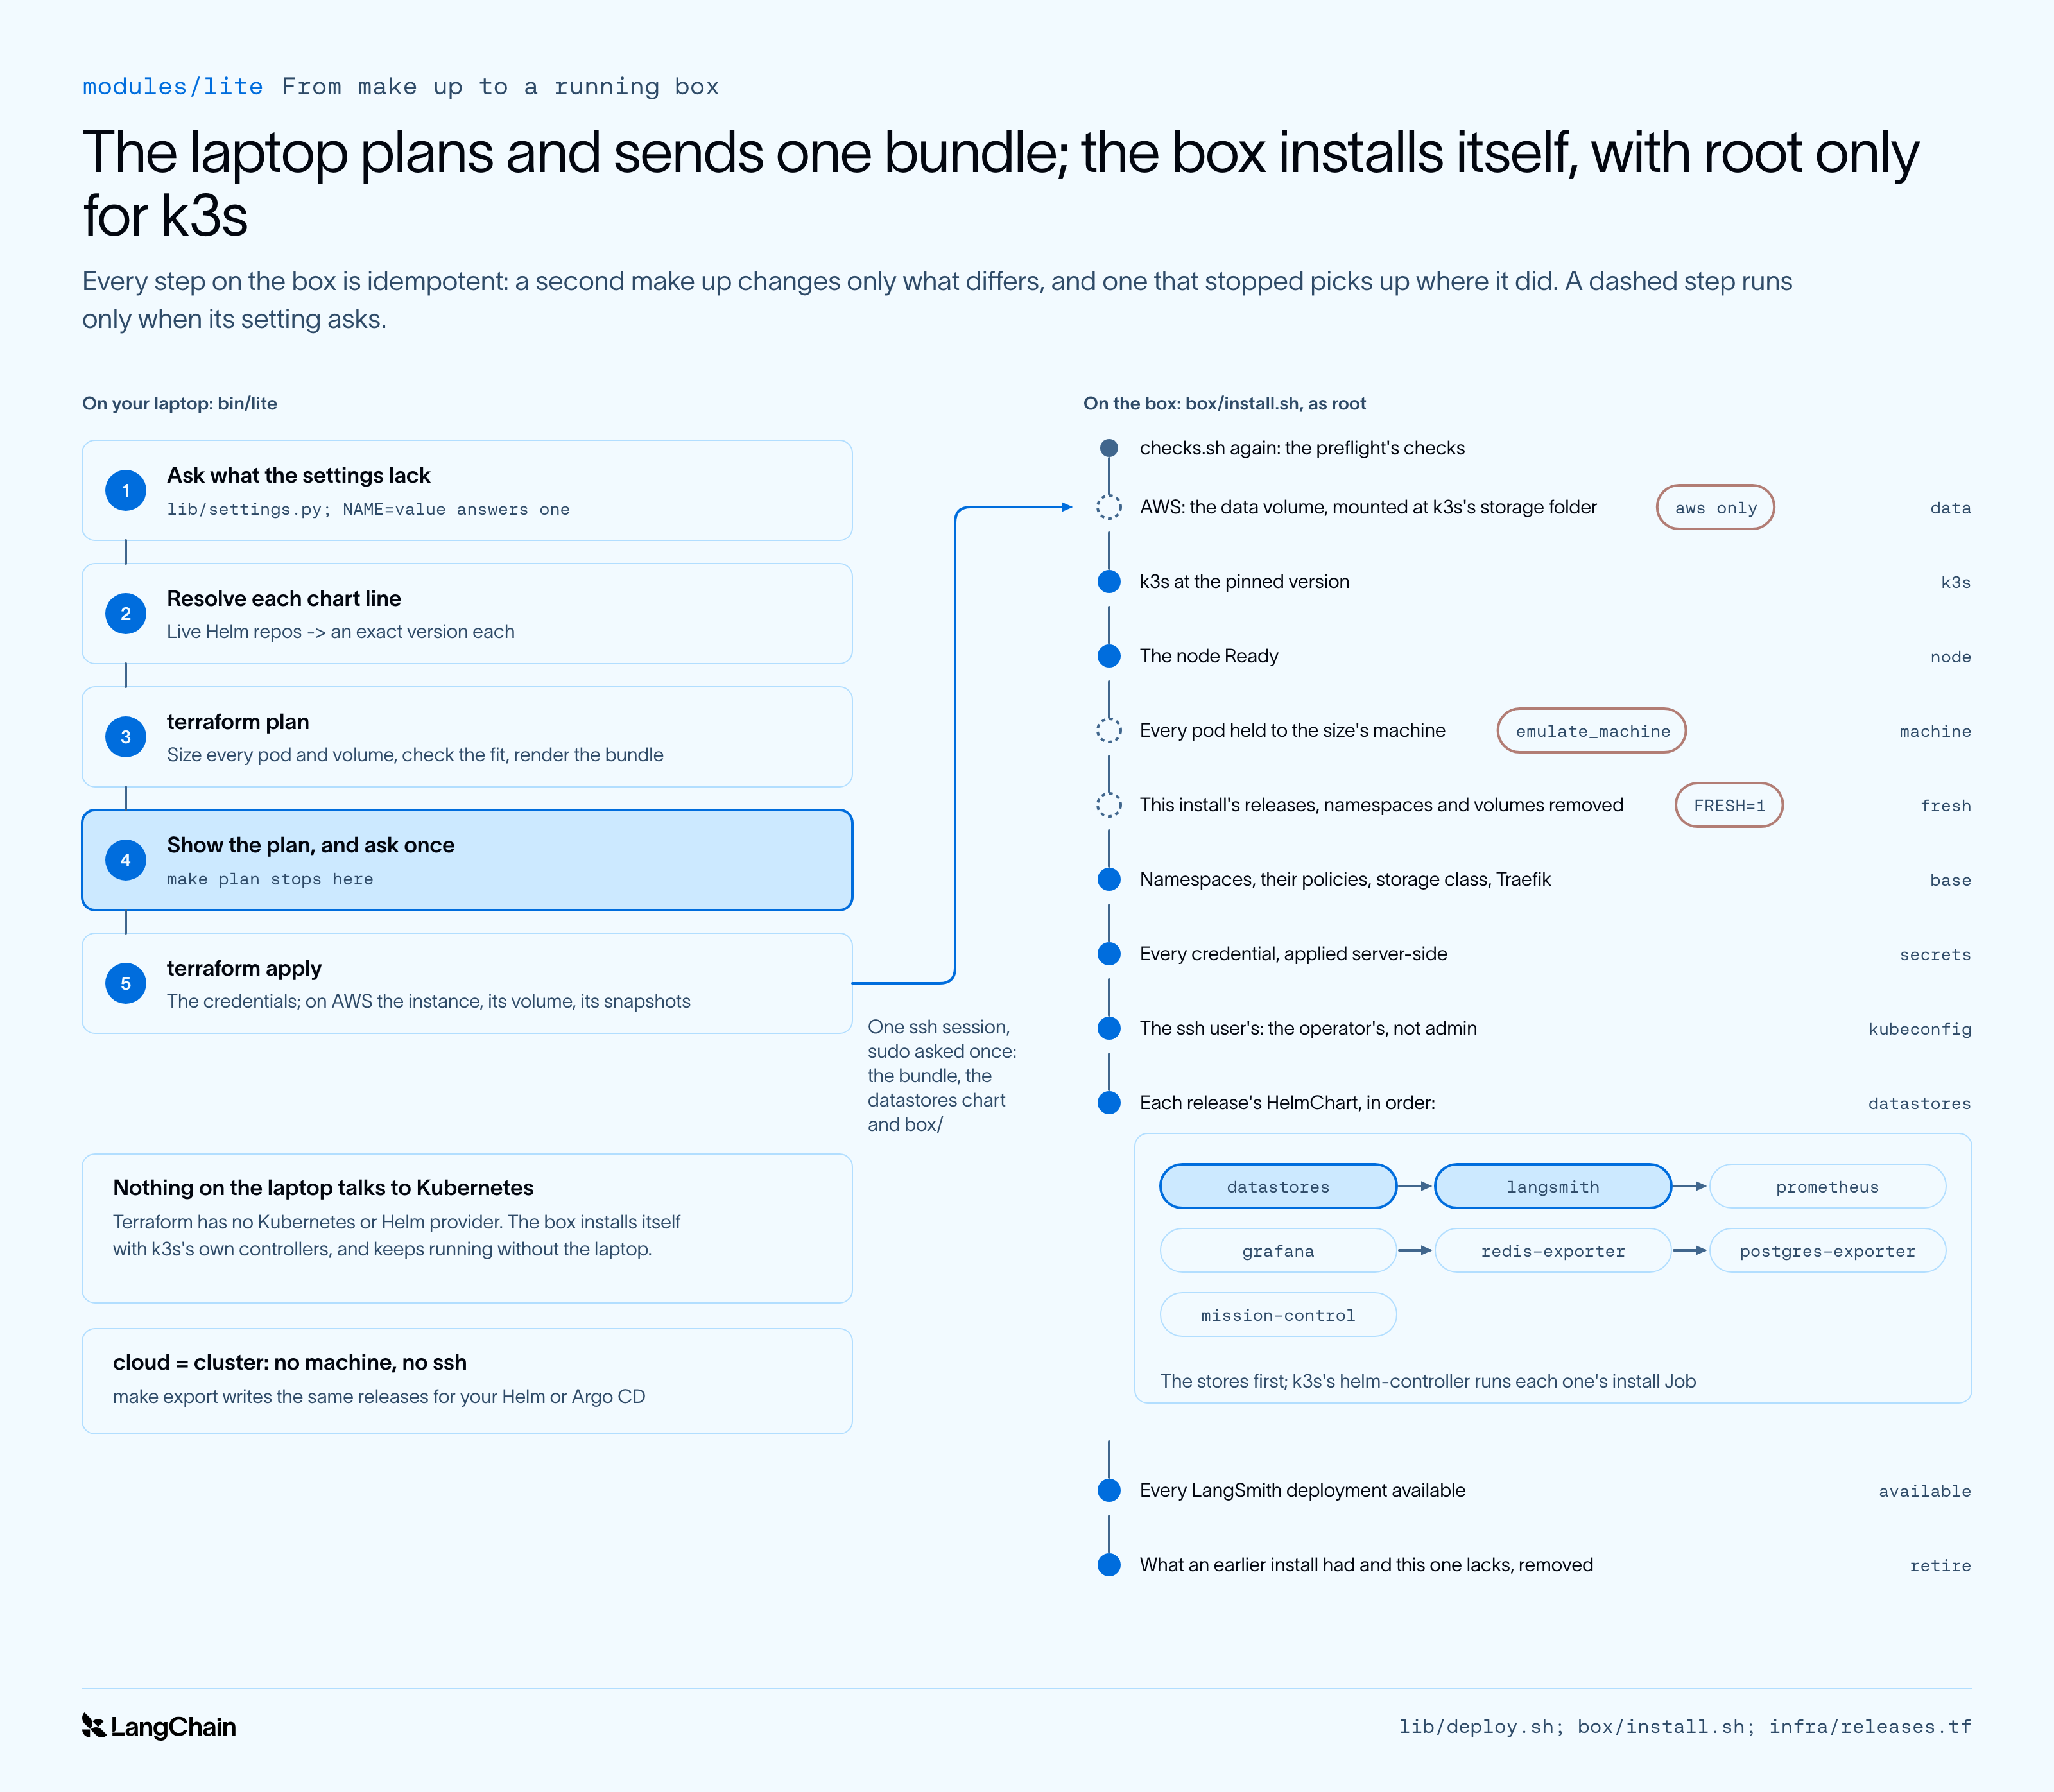 modules/lite From make up to a running box
The laptop plans and sends one bundle; the box installs itself, with root only
for k3s
Every step on the box is idempotent: a second make up changes only what differs, and one that stopped picks up where it did. A dashed step runs
only when its setting asks.
On your laptop: bin/lite
1
Ask what the settings lack
lib/settings.py; NAME=value answers one
2
Resolve each chart line
Live Helm repos -> an exact version each
3
terraform plan
Size every pod and volume, check the fit, render the bundle
4
Show the plan, and ask once
make plan stops here
5
terraform apply
The credentials; on AWS the instance, its volume, its snapshots
One ssh session,
sudo asked once:
the bundle, the
datastores chart
and box/
Nothing on the laptop talks to Kubernetes
Terraform has no Kubernetes or Helm provider. The box installs itself
with k3s's own controllers, and keeps running without the laptop.
cloud = cluster: no machine, no ssh
make export writes the same releases for your Helm or Argo CD
On the box: box/install.sh, as root
checks.sh again: the preflight's checks
AWS: the data volume, mounted at k3s's storage folder aws only data
k3s at the pinned version k3s
The node Ready node
Every pod held to the size's machine emulate_machine machine
This install's releases, namespaces and volumes removed FRESH=1 fresh
Namespaces, their policies, storage class, Traefik base
Every credential, applied server-side secrets
The ssh user's: the operator's, not admin kubeconfig
Each release's HelmChart, in order: datastores
datastores langsmith prometheus
grafana redis-exporter postgres-exporter
mission-control
The stores first; k3s's helm-controller runs each one's install Job
Every LangSmith deployment available available
What an earlier install had and this one lacks, removed retire
LangChain
lib/deploy.sh; box/install.sh; infra/releases.tf